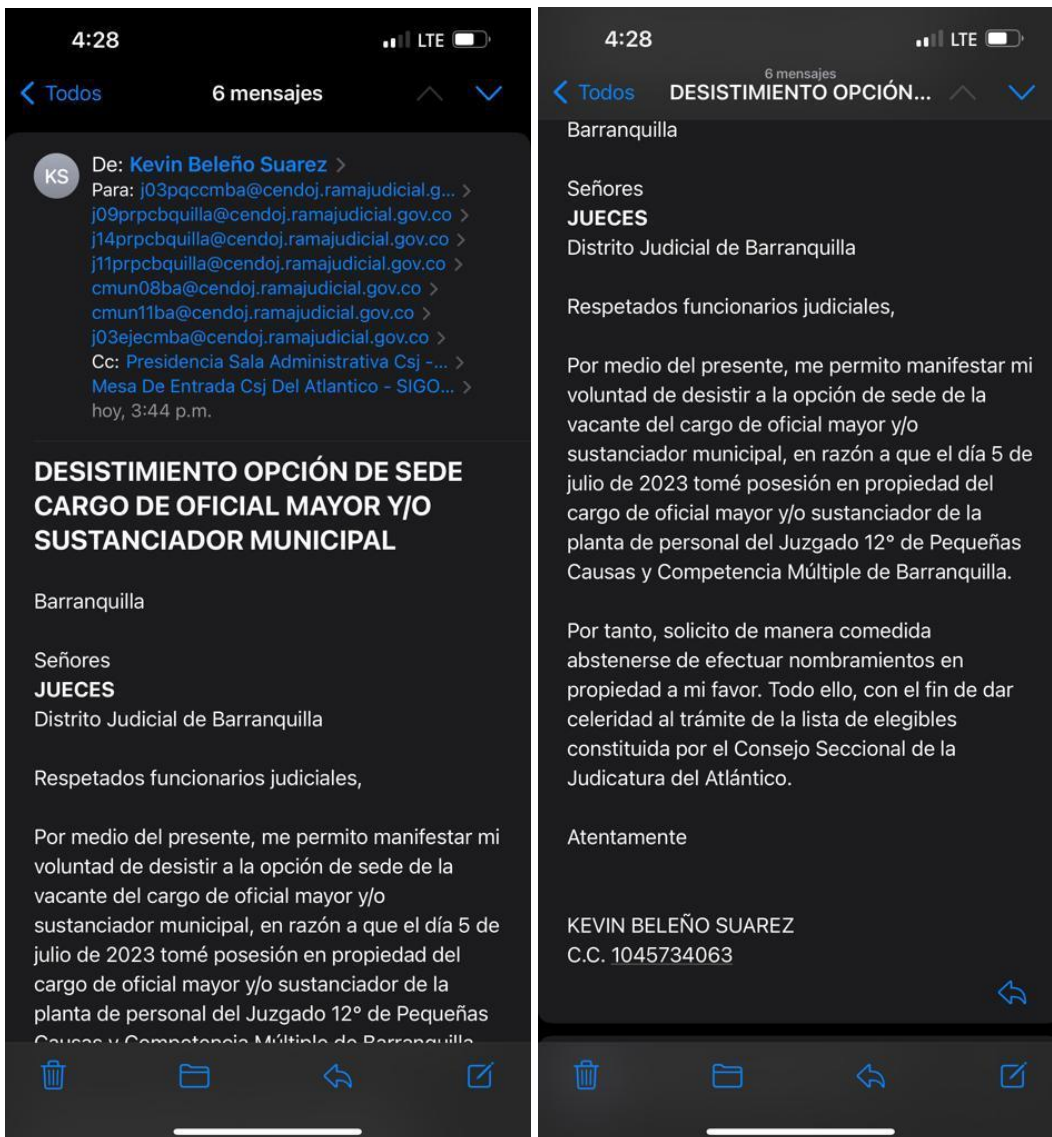 4:28
LTE
Todos
6 mensajes
KS
De: Kevin Beleño Suarez >
Para: j03pqccmba@cendoj.ramajudicial.g... >
j09prpcbquilla@cendoj.ramajudicial.gov.co >
j14prpcbquilla@cendoj.ramajudicial.gov.co >
j11prpcbquilla@cendoj.ramajudicial.gov.co >
cmun08ba@cendoj.ramajudicial.gov.co >
cmun11ba@cendoj.ramajudicial.gov.co >
j03ejecmba@cendoj.ramajudicial.gov.co >
Cc: Presidencia Sala Administrativa Csj -... >
Mesa De Entrada Csj Del Atlantico - SIGO... >
hoy, 3:44 p.m.
DESISTIMIENTO OPCIÓN DE SEDE
CARGO DE OFICIAL MAYOR Y/O
SUSTANCIADOR MUNICIPAL
Barranquilla
Señores
JUECES
Distrito Judicial de Barranquilla
Respetados funcionarios judiciales,
Por medio del presente, me permito manifestar mi
voluntad de desistir a la opción de sede de la
vacante del cargo de oficial mayor y/o
sustanciador municipal, en razón a que el día 5 de
julio de 2023 tomé posesión en propiedad del
cargo de oficial mayor y/o sustanciador de la
planta de personal del Juzgado 12° de Pequeñas
Causas y Competencia Múltiple de Barranquilla
4:28
LTE
Todos
6 mensajes
DESISTIMIENTO OPCIÓN...
Barranquilla
Señores
JUECES
Distrito Judicial de Barranquilla
Respetados funcionarios judiciales,
Por medio del presente, me permito manifestar mi
voluntad de desistir a la opción de sede de la
vacante del cargo de oficial mayor y/o
sustanciador municipal, en razón a que el día 5 de
julio de 2023 tomé posesión en propiedad del
cargo de oficial mayor y/o sustanciador de la
planta de personal del Juzgado 12° de Pequeñas
Causas y Competencia Múltiple de Barranquilla.
Por tanto, solicito de manera comedida
abstenerse de efectuar nombramientos en
propiedad a mi favor. Todo ello, con el fin de dar
celeridad al trámite de la lista de elegibles
constituida por el Consejo Seccional de la
Judicatura del Atlántico.
Atentamente
KEVIN BELEÑO SUAREZ
C.C. 1045734063